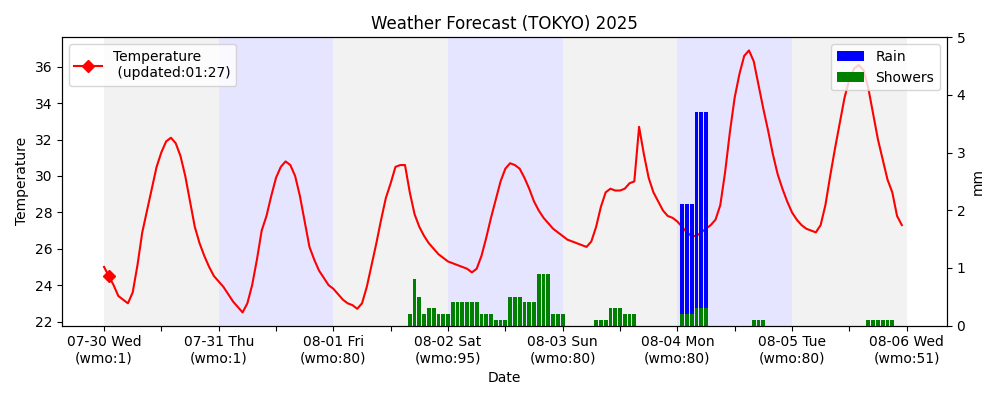 Weather Forecast (TOKYO) 2025
Temperature
(updated:01:27)
Rain
Showers
Temperature
36
34
32
30
28
26
24
22
5
4
3
2
1
0
mm
07-30 Wed
(wmo:1)
07-31 Thu
(wmo:1)
08-01 Fri
(wmo:80)
08-02 Sat
(wmo:95)
08-03 Sun
(wmo:80)
08-04 Mon
(wmo:80)
08-05 Tue
(wmo:80)
08-06 Wed
(wmo:51)
Date